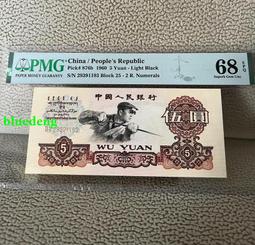 PMG
PAPER MONEY GUARANTY
China / People's Republic
Pick# 876b 1960 5 Yuan - Light Black
S/N 29391193 Block 25 - 2 R. Numerals
68 EPQ
Superb Gem Unc
bluedeng
中国人民银行
伍圆
WU YUAN
5
5